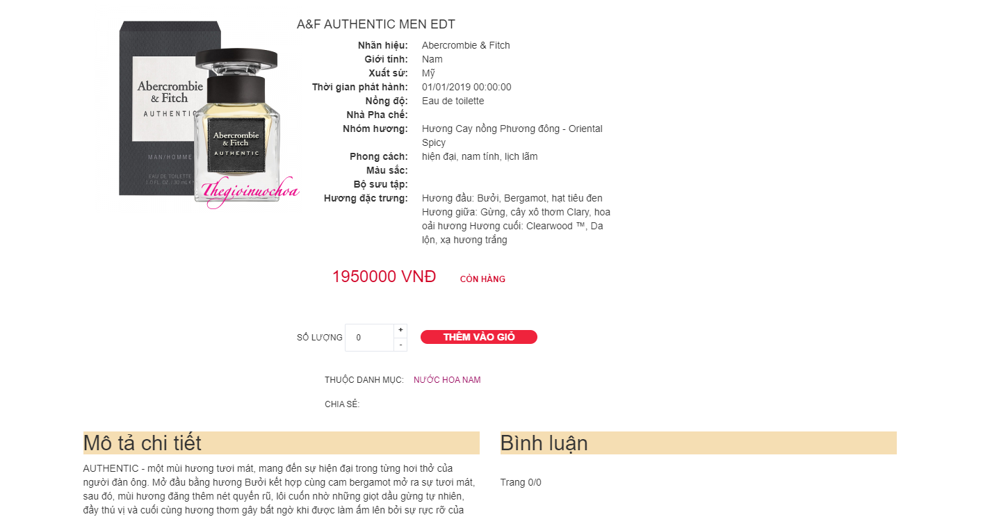 A&F AUTHENTIC MEN EDT
Nhãn hiệu: Abercrombie & Fitch
Giới tính: Nam
Xuất sứ: Mỹ
Thời gian phát hành: 01/01/2019 00:00:00
Nồng độ: Eau de toilette
Nhà Pha chế:
Nhóm hương: Hương Cay nồng Phương đông - Oriental
Spicy
Phong cách: hiện đại, nam tính, lịch lãm
Màu sắc:
Bộ sưu tập:
Hương đặc trưng: Hương đầu: Bưởi, Bergamot, hạt tiêu đen
Hương giữa: Gừng, cây xô thơm Clary, hoa
oải hương Hương cuối: Clearwood ™, Da
lộn, xạ hương trắng
Abercrombie
& Fitch
AUTHENTIC
MAN/HOMME
EAU DE TOILETTE
1.0 FL. OZ./30 mL
Abercrombie
& Fitch
AUTHENTIC
Thegioinuochoa
1950000 VNĐ CÒN HÀNG
SỐ LƯỢNG 0 + -
THÊM VÀO GIỎ
THUỘC DANH MỤC: NƯỚC HOA NAM
CHIA SẺ:
Mô tả chi tiết
AUTHENTIC - một mùi hương tươi mát, mang đến sự hiện đại trong từng hơi thở của
người đàn ông. Mở đầu bằng hương Bưởi kết hợp cùng cam bergamot mở ra sự tươi mát,
sau đó, mùi hương đăng thêm nét quyến rũ, lôi cuốn nhờ những giọt dầu gừng tự nhiên,
đầy thú vị và cuối cùng hương thơm gây bất ngờ khi được làm ấm lên bởi sự rực rỡ của
Bình luận
Trang 0/0